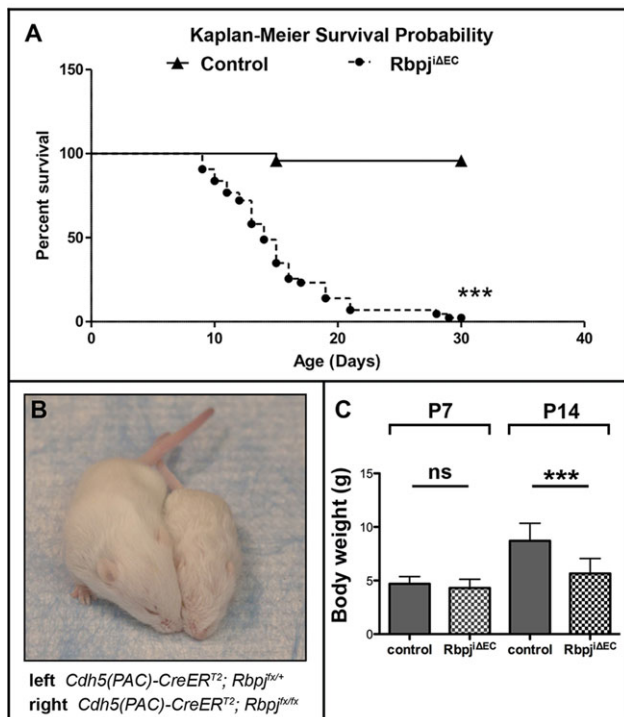 A
Kaplan-Meier Survival Probability
Control
Rbpj^iΔEC
Percent survival
150
100
50
0
***
0 10 20 30 40
Age (Days)
B
left Cdh5(PAC)-CreER^T2; Rbpj^fx/+
right Cdh5(PAC)-CreER^T2; Rbpj^fx/fx
C
P7 P14
ns ***
Body weight (g)
15
10
5
0
control Rbpj^iΔEC control Rbpj^iΔEC